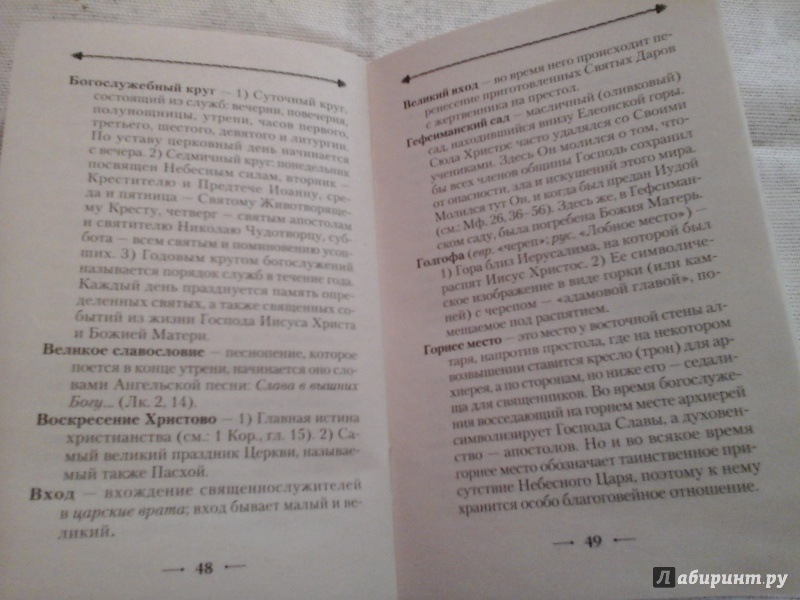 Богослужебный круг — 1) Суточный круг,
состоящий из служб: вечерни, повечерия,
полунощницы, утрени, часов первого,
третьего, шестого, девятого и литургии.
По уставу церковный день начинается
с вечера. 2) Седмичный круг: понедельник
посвящен Небесным силам, вторник —
Крестителю и Предтече Иоанну, сре-
да и пятница — Святому Животворяще-
му Кресту, четверг — святым апостолам
и святителю Николаю Чудотворцу, суб-
бота — всем святым и поминовению усоп-
ших. 3) Годовым кругом богослужений
называется порядок служб в течение года.
Каждый день празднуется память опре-
деленных святых, а также священных со-
бытий из жизни Господа Иисуса Христа
и Божией Матери.
Великое славословие — песнопение, которое
поется в конце утрени, начинается оно сло-
вами Ангельской песни: Слава в вышних
Богу... (Лк. 2, 14).
Воскресение Христово — 1) Главная истина
христианства (см.: 1 Кор., гл. 15). 2) Са-
мый великий праздник Церкви, называе-
мый также Пасхой.
Вход — вхождение священнослужителей
в царские врата; вход бывает малый и ве-
ликий.
48
Великий вход — во время него происходит пе-
ренесение приготовленных Святых Даров
с жертвенника на престол.
Гефсиманский сад — масличный (оливковый)
сад, находившийся внизу Елеонской горы.
Сюда Христос часто удалялся со Своими
учениками. Здесь Он молился о том, что-
бы всех членов общины Господь сохранил
от опасности, зла и искушений этого мира.
Молился тут Он, и когда был предан Иудой
(см.: Мф. 26, 36–56). Здесь же, в Гефсиман-
ском саду, была погребена Божия Матерь.
Голгофа (евр. «череп»; рус. «Лобное место») —
1) Гора близ Иерусалима, на которой был
распят Иисус Христос. 2) Ее символиче-
ское изображение в виде горки (или кам-
ней) с черепом — «адамовой главой», по-
мещаемое под распятием.
Горнее место — это место у восточной стены ал-
таря, напротив престола, где на некотором
возвышении ставится кресло (трон) для ар-
хиерея, а по сторонам, но ниже его — седали-
ща для священников. Во время богослуже-
ния восседающий на горнем месте архиерей
символизирует Господа Славы, а духовен-
ство — апостолов. Но и во всякое время
горнее место обозначает таинственное при-
сутствие Небесного Царя, поэтому к нему
хранится особо благоговейное отношение.
49
Лабиринт.ру